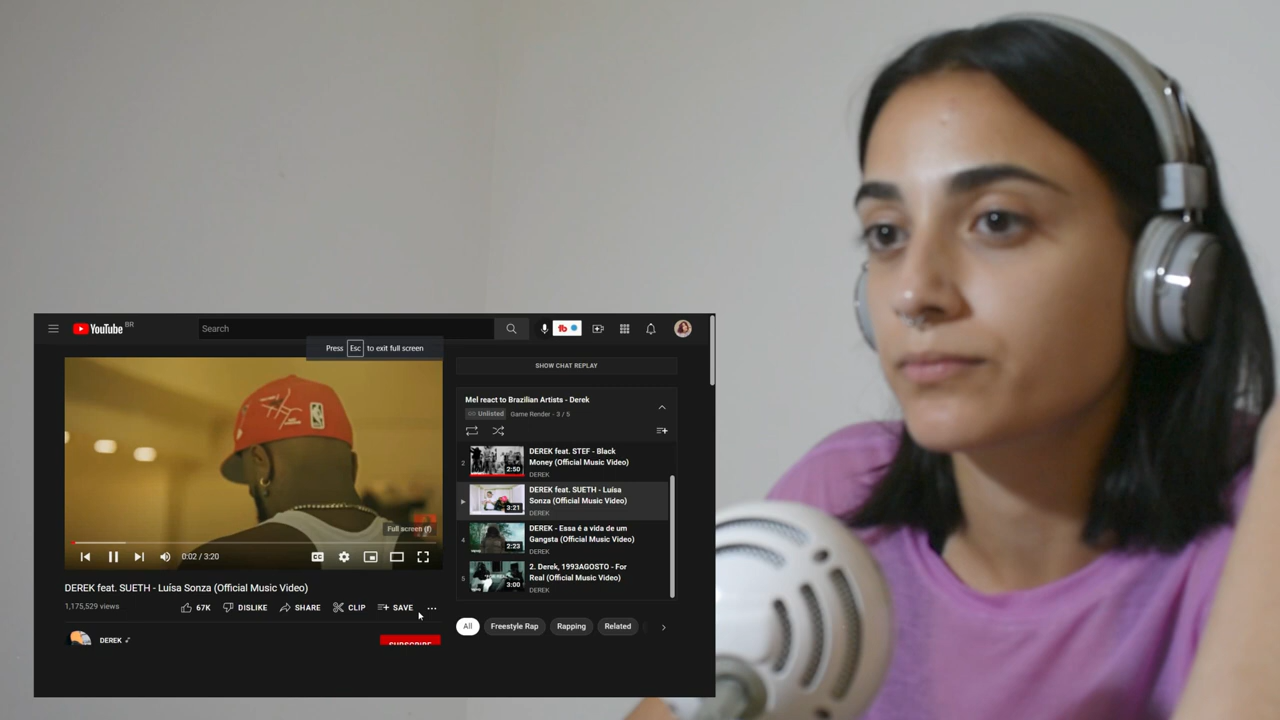 YouTube BR
Search
Press Esc to exit full screen
SHOW CHAT REPLAY
Mel react to Brazilian Artists - Derek
Unlisted Game Render - 3 / 5
2
2:50
DEREK feat. STEF - Black
Money (Official Music Video)
DEREK
3:21
DEREK feat. SUETH - Luísa
Sonza (Official Music Video)
DEREK
4
2:23
DEREK - Essa é a vida de um
Gangsta (Official Music Video)
DEREK
5
3:00
2. Derek, 1993AGOSTO - For
Real (Official Music Video)
DEREK
All Freestyle Rap Rapping Related
Full screen (f)
0:02 / 3:20
DEREK feat. SUETH - Luísa Sonza (Official Music Video)
1,175,529 views
67K DISLIKE SHARE CLIP SAVE
DEREK
SUBSCRIBE